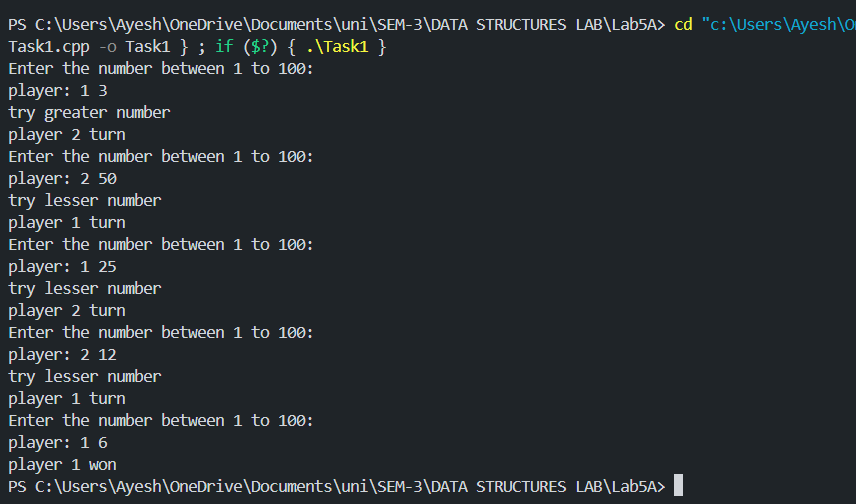 PS C:\Users\Ayesh\OneDrive\Documents\uni\SEM-3\DATA STRUCTURES LAB\Lab5A> cd "c:\Users\Ayesh\O
Task1.cpp -o Task1 } ; if ($?) { .\Task1 }
Enter the number between 1 to 100:
player: 1 3
try greater number
player 2 turn
Enter the number between 1 to 100:
player: 2 50
try lesser number
player 1 turn
Enter the number between 1 to 100:
player: 1 25
try lesser number
player 2 turn
Enter the number between 1 to 100:
player: 2 12
try lesser number
player 1 turn
Enter the number between 1 to 100:
player: 1 6
player 1 won
PS C:\Users\Ayesh\OneDrive\Documents\uni\SEM-3\DATA STRUCTURES LAB\Lab5A>